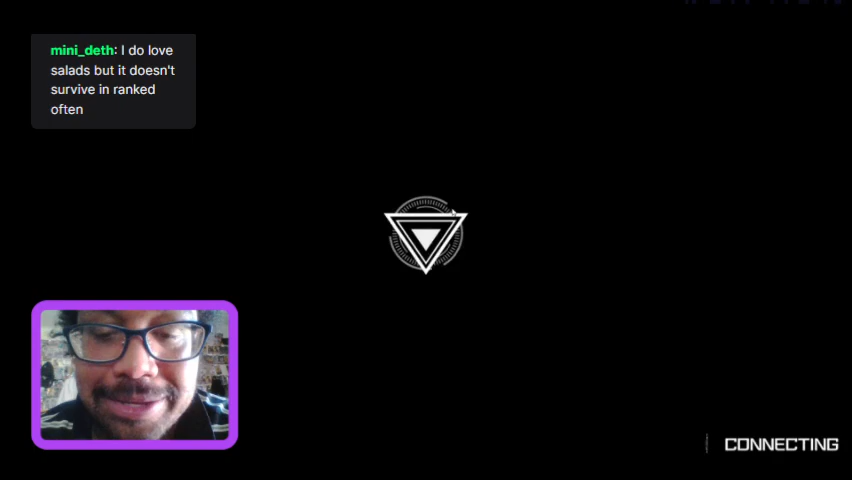 mini_deth: I do love
salads but it doesn't
survive in ranked
often
CONNECTING